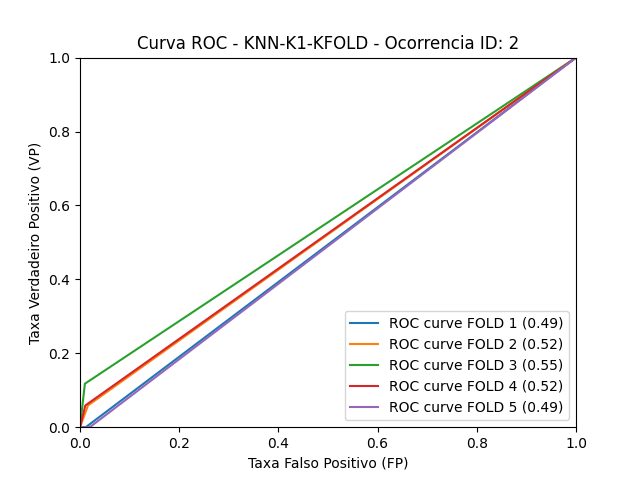 Curva ROC - KNN-K1-KFOLD - Ocorrencia ID: 2
Taxa Verdadeiro Positivo (VP)
1.0
0.8
0.6
0.4
0.2
0.0
ROC curve FOLD 1 (0.49)
ROC curve FOLD 2 (0.52)
ROC curve FOLD 3 (0.55)
ROC curve FOLD 4 (0.52)
ROC curve FOLD 5 (0.49)
0.0 0.2 0.4 0.6 0.8 1.0
Taxa Falso Positivo (FP)